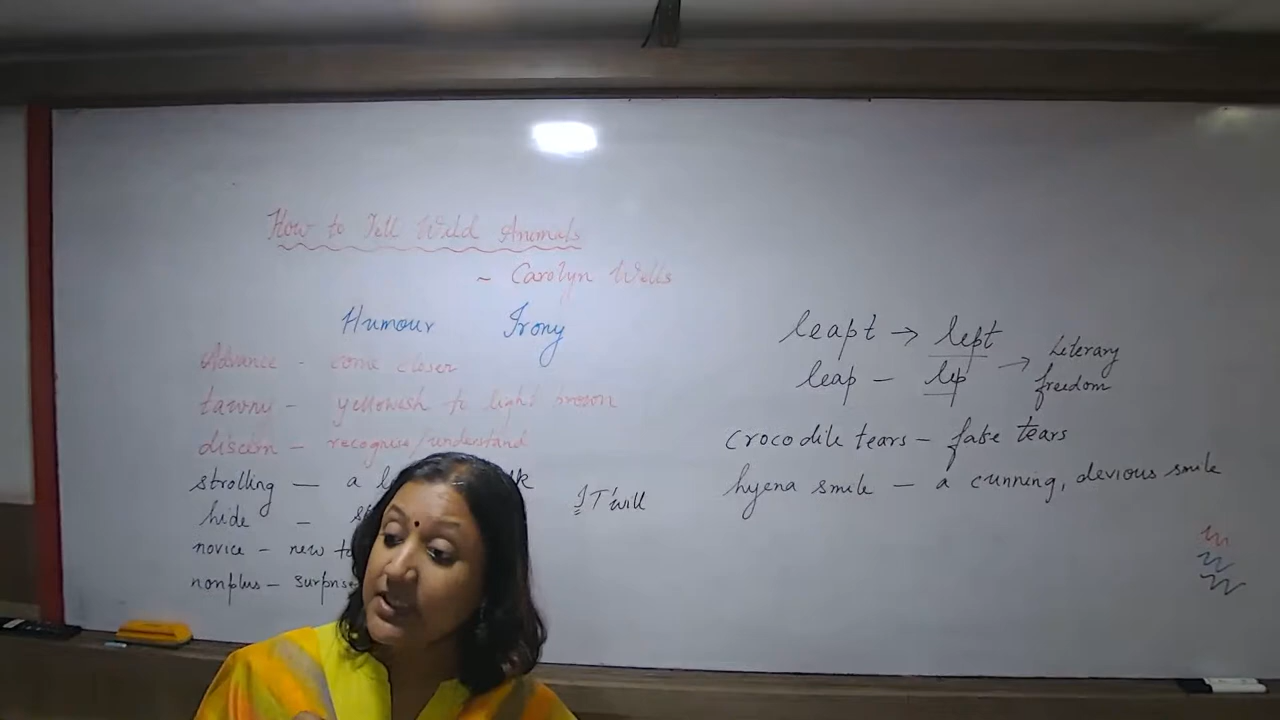 How to Tell Wild Animals
~ Carolyn Wells
Humour Irony
Advance - come closer
tawny - yellowish to light brown
discern - recognise/understand
strolling - a
hide -
novice - new to
nonplus - surprise
IT'will
leapt → lept
leap - lep → Literary freedom
crocodile tears - fake tears
hyena smile - a cunning, devious smile